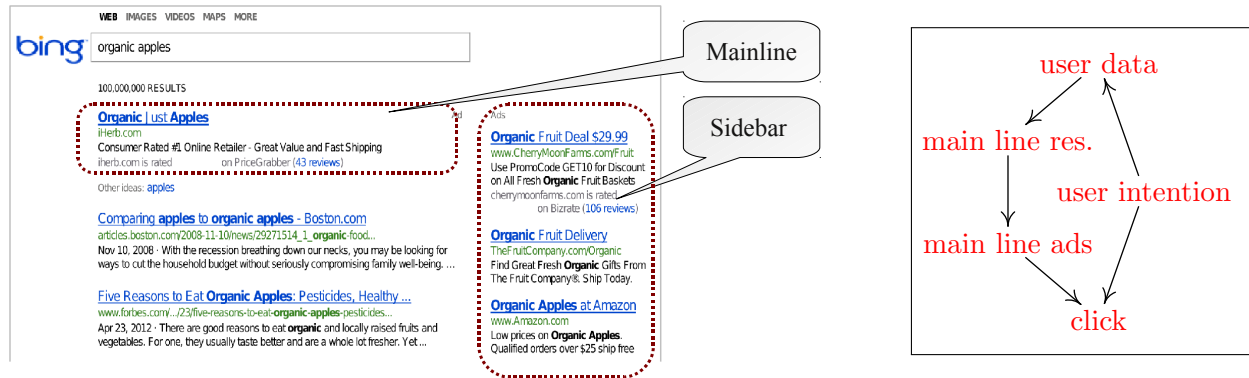 WEB IMAGES VIDEOS MAPS MORE
bing
organic apples
100,000,000 RESULTS
Organic Just Apples
Ad
iHerb.com
Consumer Rated #1 Online Retailer - Great Value and Fast Shipping
iherb.com is rated on PriceGrabber (43 reviews)
Other ideas: apples
Comparing apples to organic apples - Boston.com
articles.boston.com/2008-11-10/news/29271514_1_organic-food...
Nov 10, 2008 · With the recession breathing down our necks, you may be looking for
ways to cut the household budget without seriously compromising family well-being. ...
Five Reasons to Eat Organic Apples: Pesticides, Healthy ...
www.forbes.com/.../23/five-reasons-to-eat-organic-apples-pesticides...
Apr 23, 2012 · There are good reasons to eat organic and locally raised fruits and
vegetables. For one, they usually taste better and are a whole lot fresher. Yet ...
Ads
Organic Fruit Deal $29.99
www.CherryMoonFarms.com/Fruit
Use PromoCode GET10 for Discount
on All Fresh Organic Fruit Baskets
cherrymoonfarms.com is rated
on Bizrate (106 reviews)
Organic Fruit Delivery
TheFruitCompany.com/Organic
Find Great Fresh Organic Gifts From
The Fruit Company®. Ship Today.
Organic Apples at Amazon
www.Amazon.com
Low prices on Organic Apples.
Qualified orders over $25 ship free
Mainline
Sidebar
user data
main line res.
user intention
main line ads
click